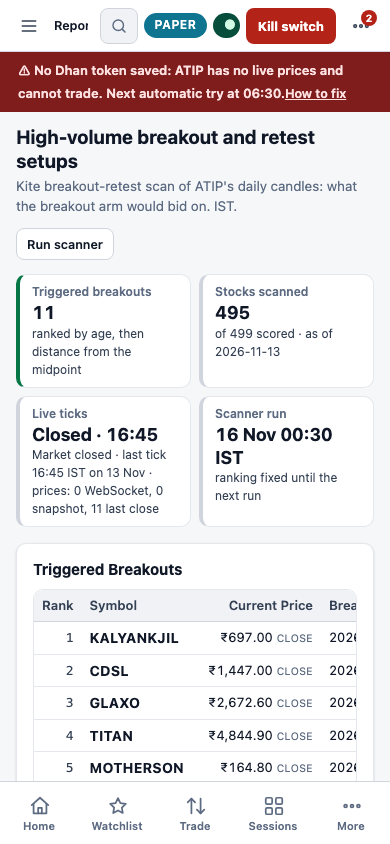 Repor
PAPER
Kill switch
2
⚠ No Dhan token saved: ATIP has no live prices and
cannot trade. Next automatic try at 06:30.How to fix
High-volume breakout and retest
setups
Kite breakout-retest scan of ATIP's daily candles: what
the breakout arm would bid on. IST.
Run scanner
Triggered breakouts
11
ranked by age, then
distance from the
midpoint
Stocks scanned
495
of 499 scored · as of
2026-11-13
Live ticks
Closed · 16:45
Market closed · last tick
16:45 IST on 13 Nov ·
prices: 0 WebSocket, 0
snapshot, 11 last close
Scanner run
16 Nov 00:30
IST
ranking fixed until the
next run
Triggered Breakouts
Rank Symbol Current Price Brea
1 KALYANKJIL ₹697.00 CLOSE 2026
2 CDSL ₹1,447.00 CLOSE 2026
3 GLAXO ₹2,672.60 CLOSE 2026
4 TITAN ₹4,844.90 CLOSE 2026
5 MOTHERSON ₹164.80 CLOSE 2026
Home Watchlist Trade Sessions More